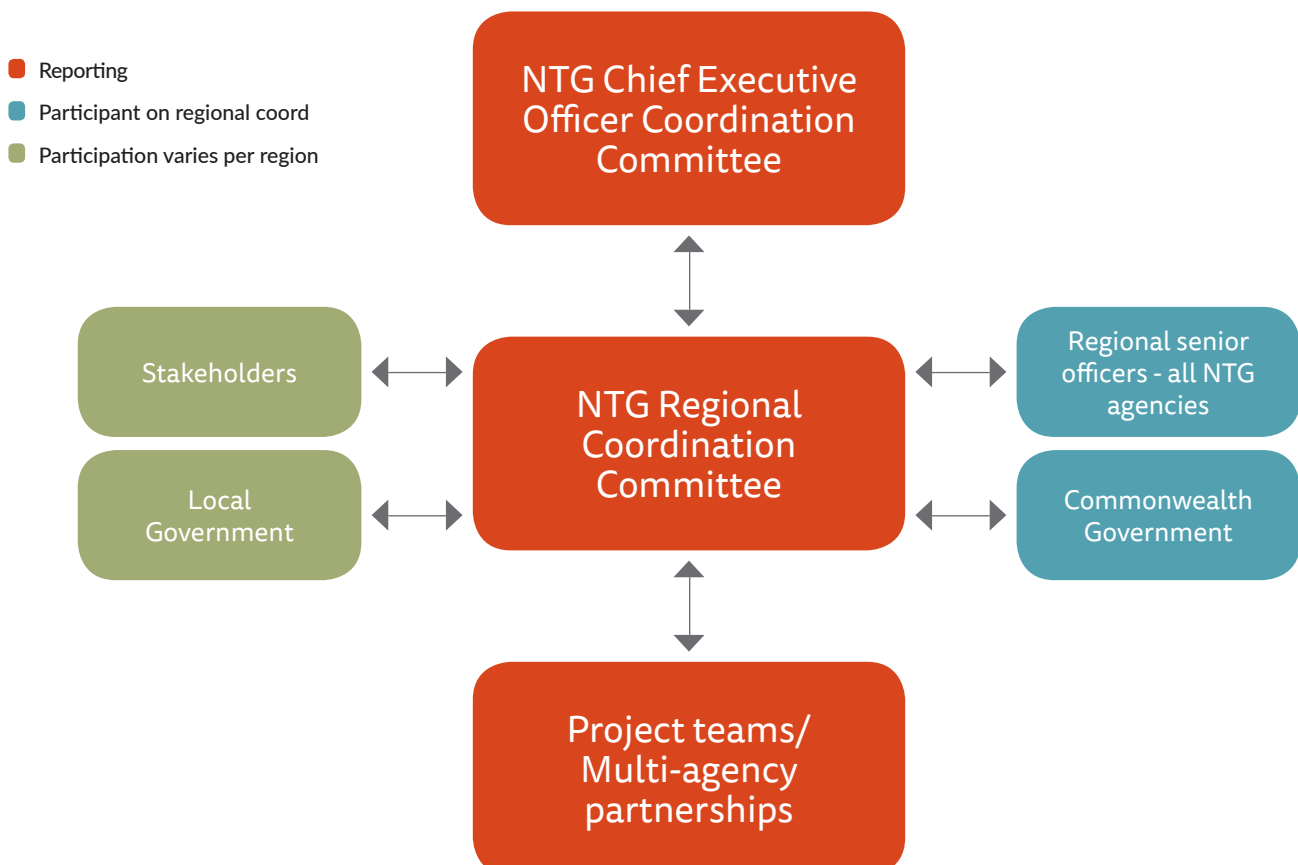 Reporting
Participant on regional coord
Participation varies per region
NTG Chief Executive
Officer Coordination
Committee
Stakeholders
Local
Government
NTG Regional
Coordination
Committee
Regional senior
officers - all NTG
agencies
Commonwealth
Government
Project teams/
Multi-agency
partnerships